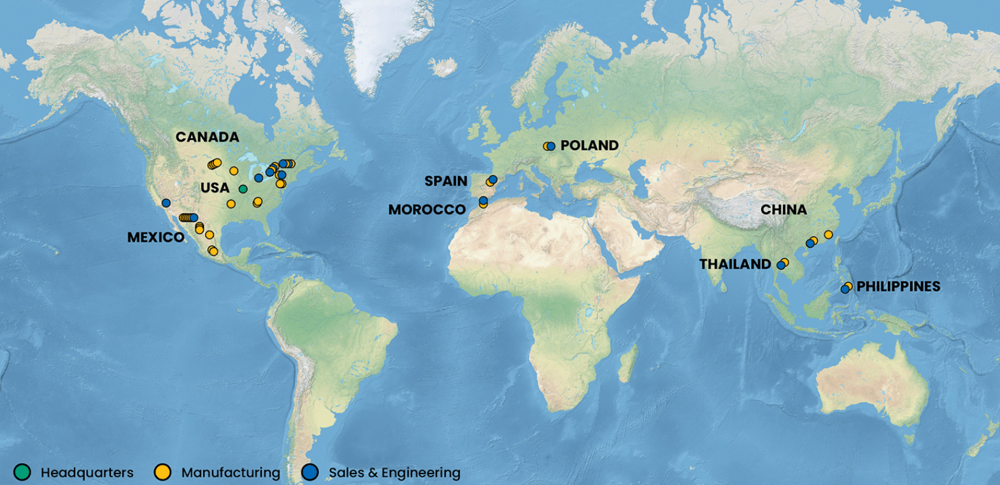 CANADA
USA
MEXICO
POLAND
SPAIN
MOROCCO
CHINA
THAILAND
PHILIPPINES
Headquarters Manufacturing Sales & Engineering